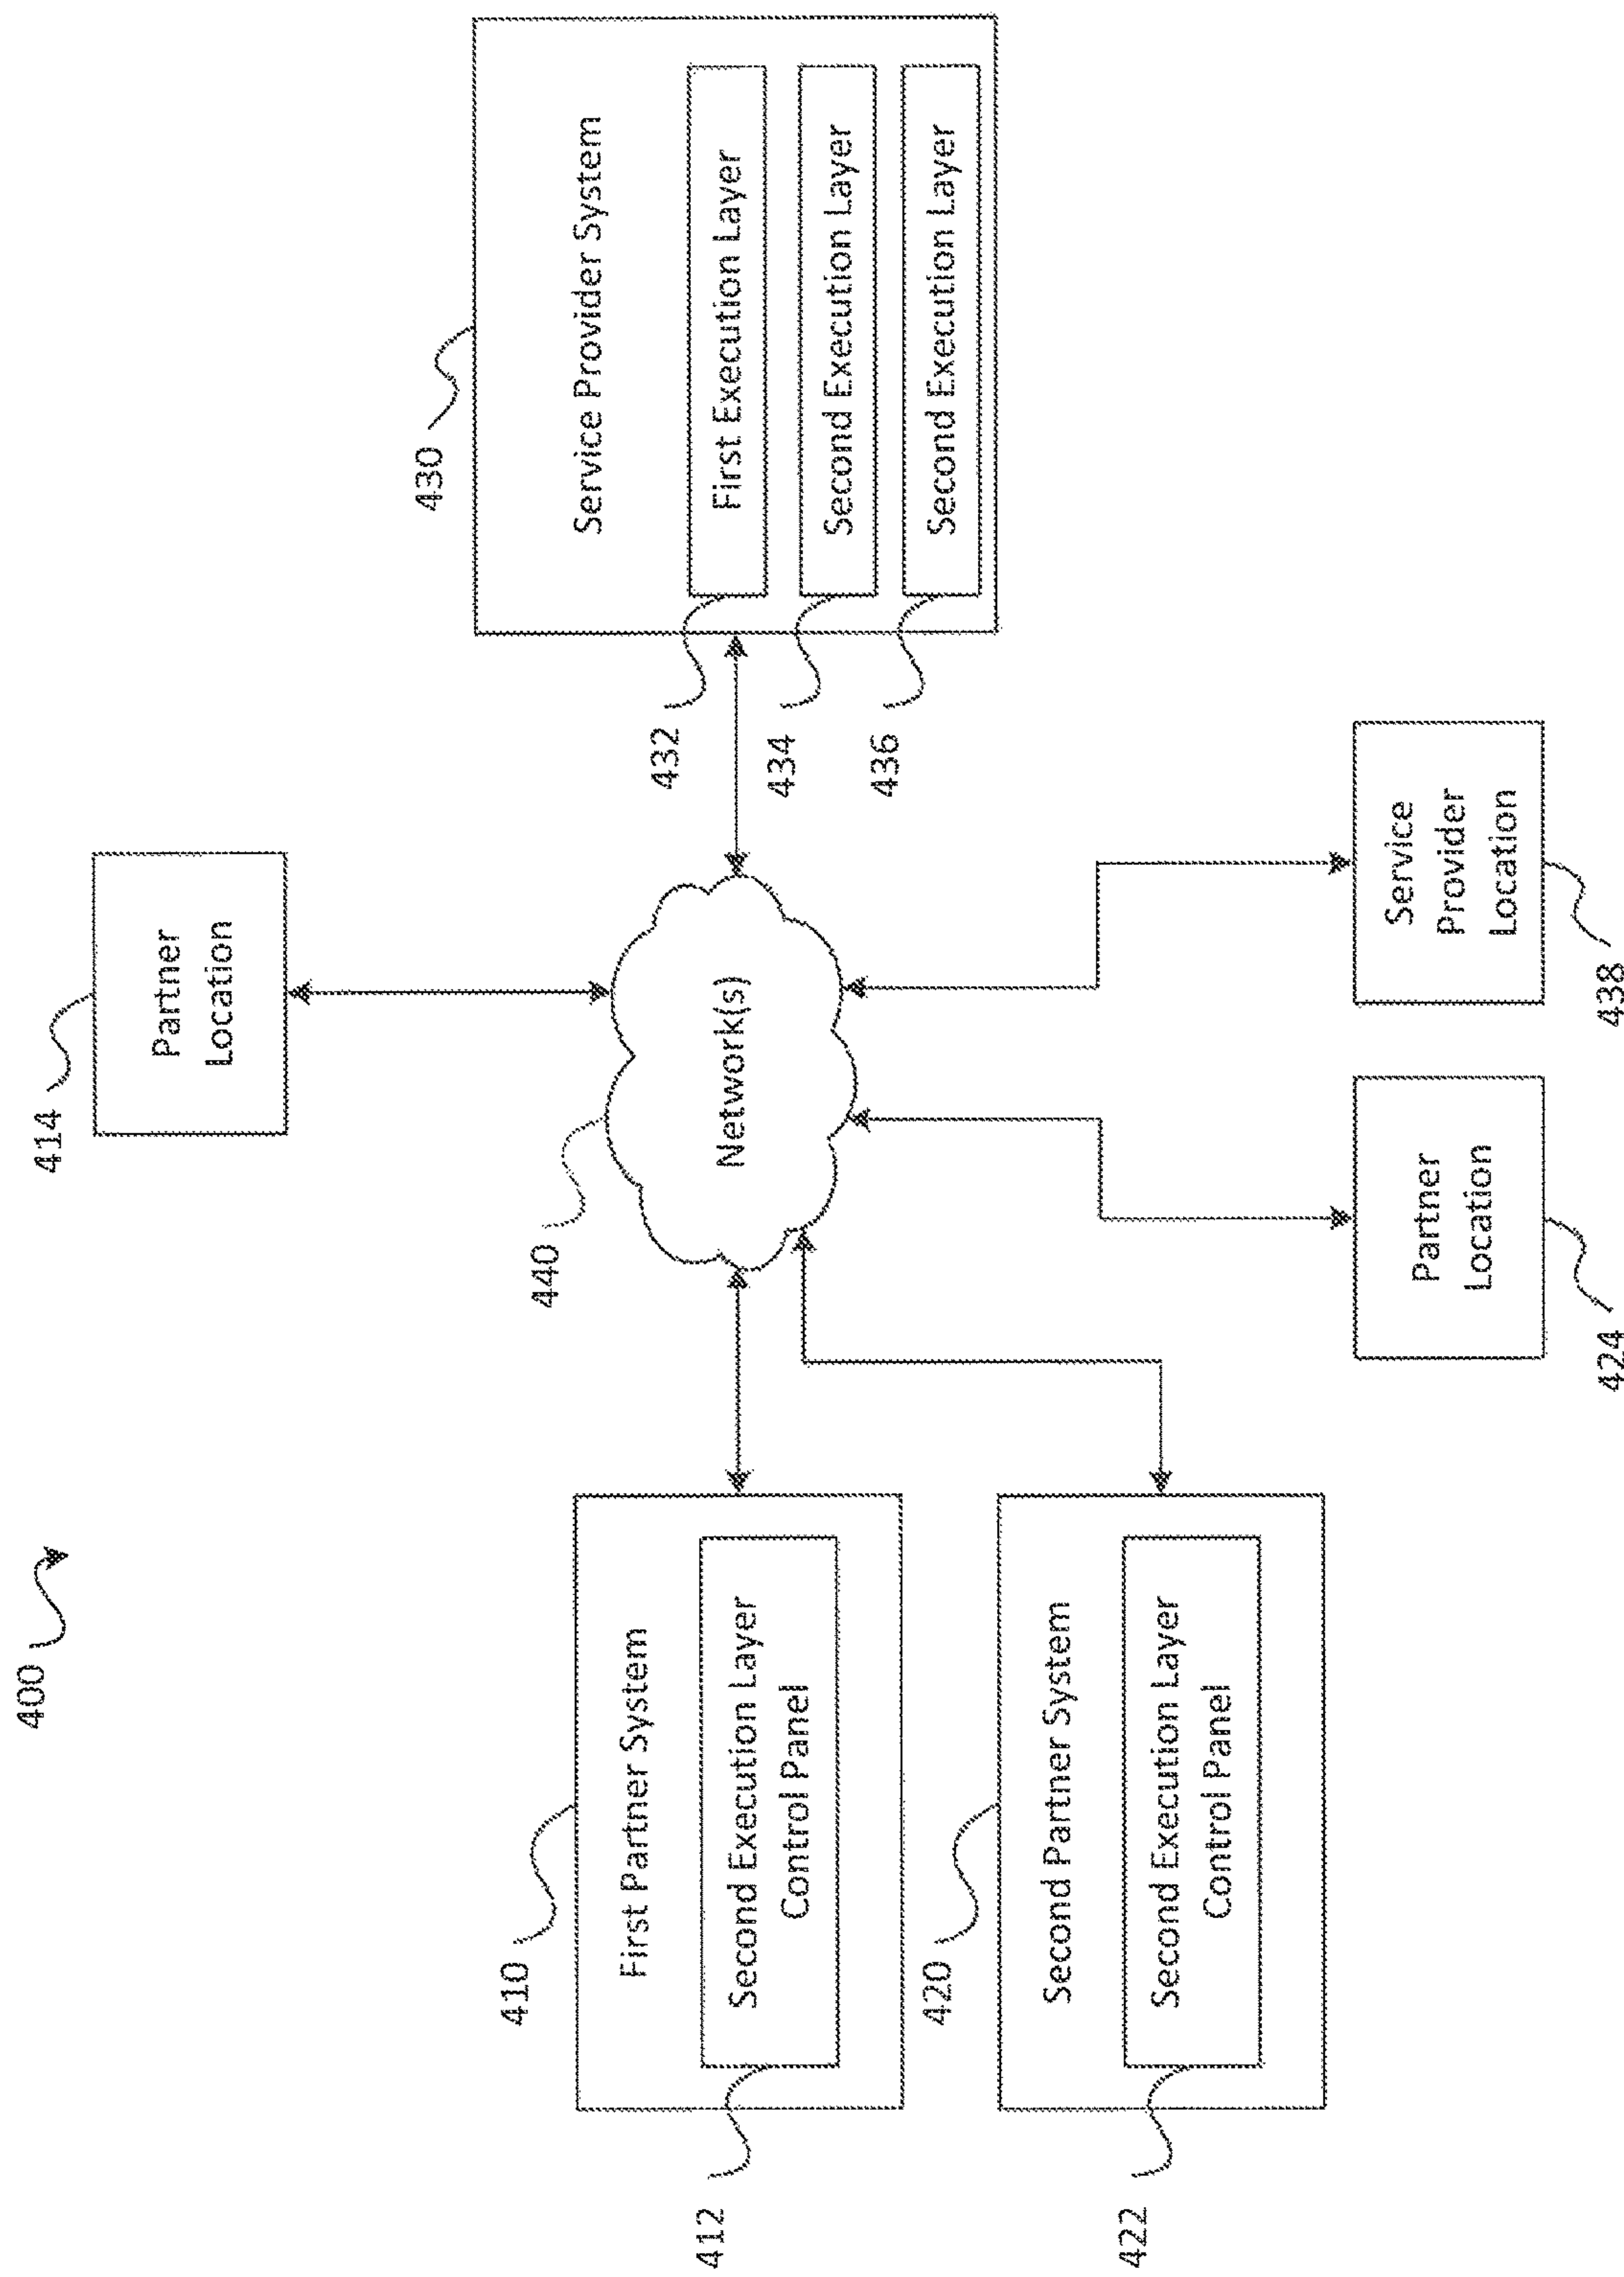 400
414
Partner
Location
430
Service Provider System
First Execution Layer
Second Execution Layer
Second Execution Layer
432
434
436
440
Network(s)
410
First Partner System
Second Execution Layer
Control Panel
412
420
Second Partner System
Second Execution Layer
Control Panel
422
Partner
Location
424
Service
Provider
Location
438